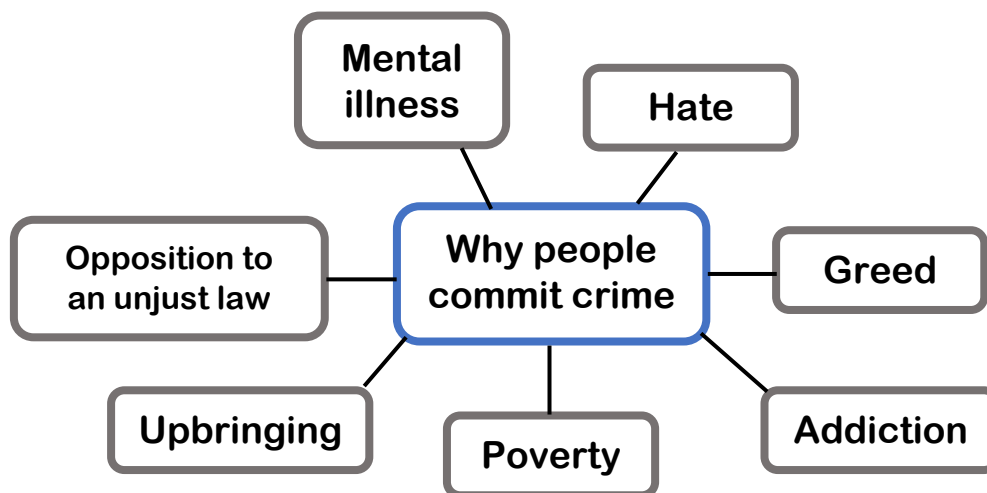 Mental
illness
Hate
Opposition to
an unjust law
Why people
commit crime
Greed
Upbringing
Poverty
Addiction